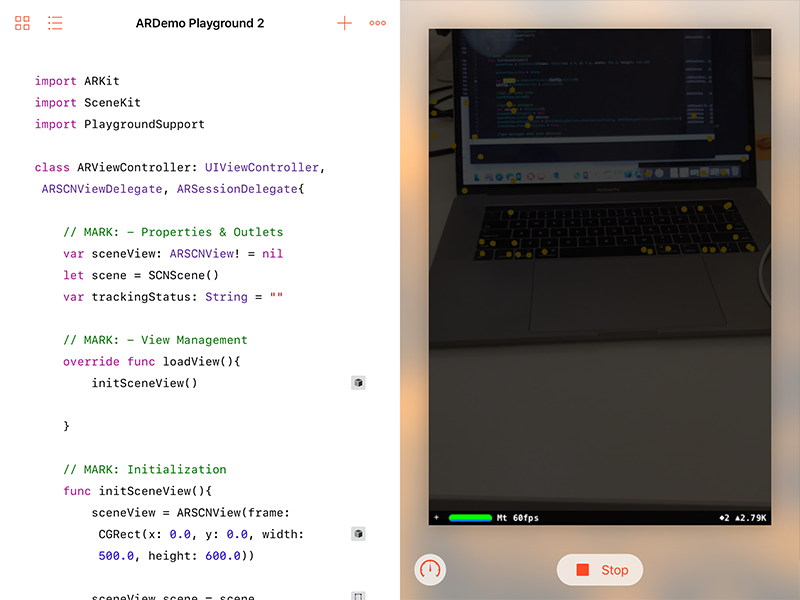 ARDemo Playground 2
import ARKit
import SceneKit
import PlaygroundSupport
class ARViewController: UIViewController,
ARSCNViewDelegate, ARSessionDelegate{
// MARK: - Properties & Outlets
var sceneView: ARSCNView! = nil
let scene = SCNScene()
var trackingStatus: String = ""
// MARK: - View Management
override func loadView(){
initSceneView()
}
// MARK: Initialization
func initSceneView(){
sceneView = ARSCNView(frame:
CGRect(x: 0.0, y: 0.0, width:
500.0, height: 600.0))
sceneView.scene = scene
+ Mt 60fps ◆2 ▲2.79K
Stop